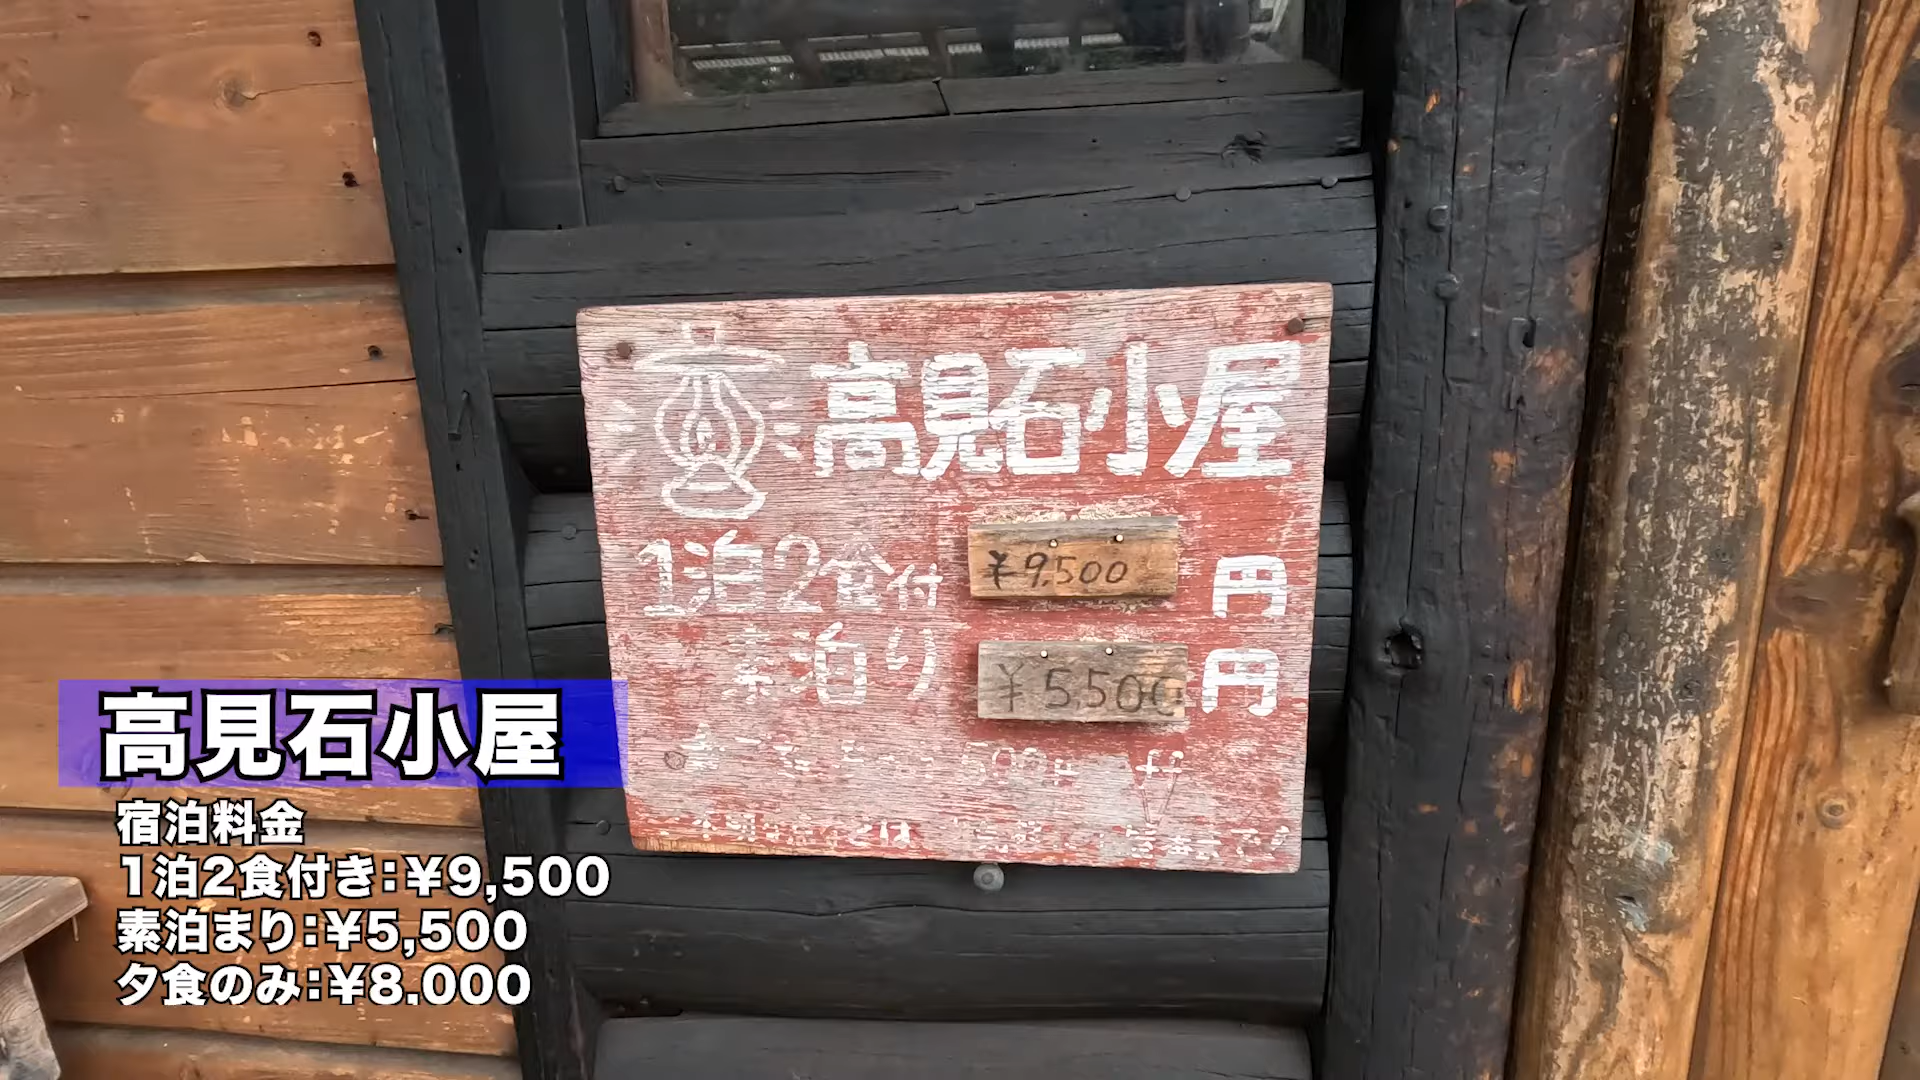 高見石小屋
1泊2食付 ¥9,500 円
素泊り ¥5,500 円
高見石小屋
宿泊料金
1泊2食付き:¥9,500
素泊まり:¥5,500
夕食のみ:¥8,000